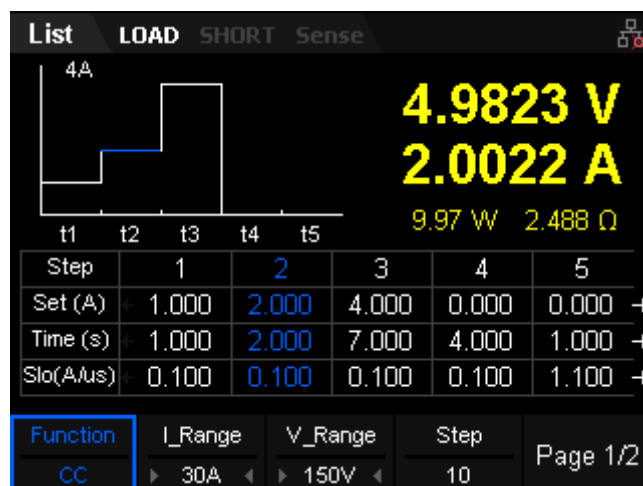 List LOAD SHORT Sense
4A
4.9823 V
2.0022 A
9.97 W 2.488 Ω
t1 t2 t3 t4 t5
Step 1 2 3 4 5
Set (A) 1.000 2.000 4.000 0.000 0.000
Time (s) 1.000 2.000 7.000 4.000 1.000
Slo(A/us) 0.100 0.100 0.100 0.100 1.100
Function I_Range V_Range Step Page 1/2
CC 30A 150V 10